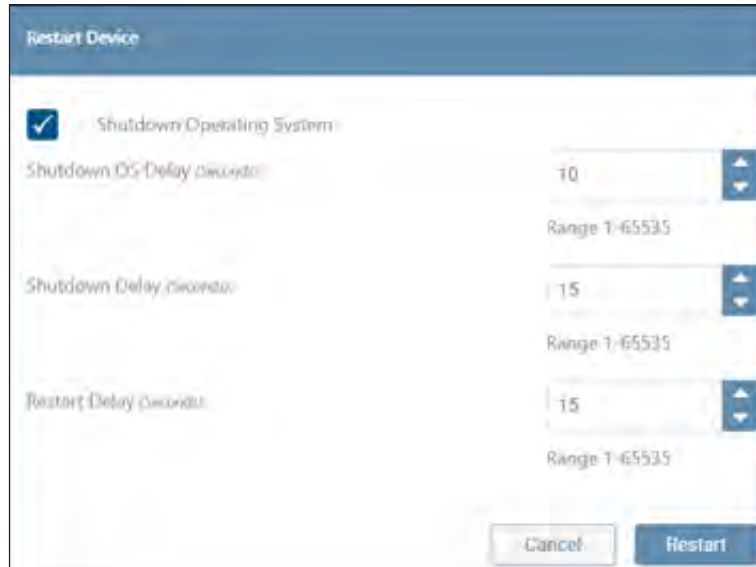 Restart Device
Shutdown Operating System
Shutdown OS Delay (Seconds)
10
Range 1-65535
Shutdown Delay (Seconds)
15
Range 1-65535
Restart Delay (Seconds)
15
Range 1-65535
Cancel
Restart